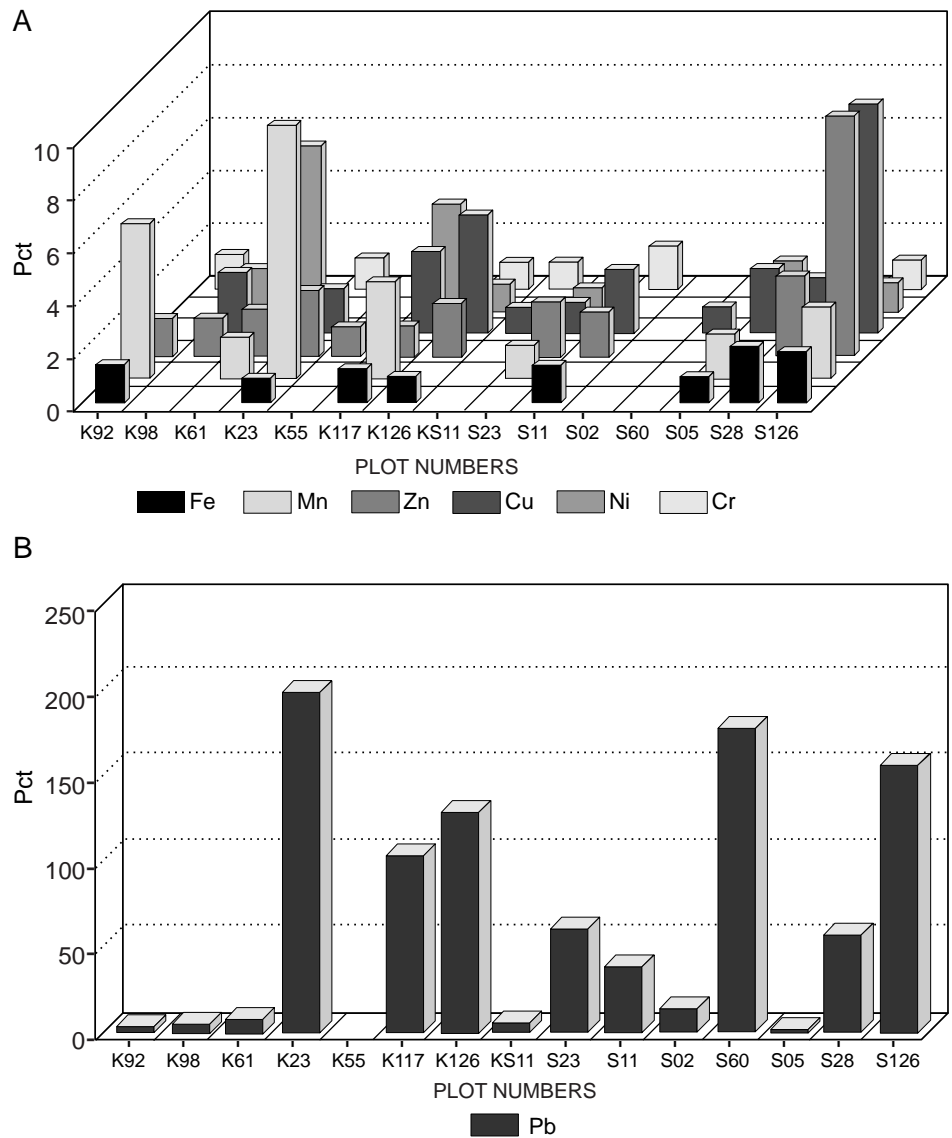 A
10
8
6
4
2
0
Pct
K92 K98 K61 K23 K55 K117 K126 KS11 S23 S11 S02 S60 S05 S28 S126
PLOT NUMBERS
Fe Mn Zn Cu Ni Cr
B
250
200
150
100
50
0
Pct
K92 K98 K61 K23 K55 K117 K126 KS11 S23 S11 S02 S60 S05 S28 S126
PLOT NUMBERS
Pb